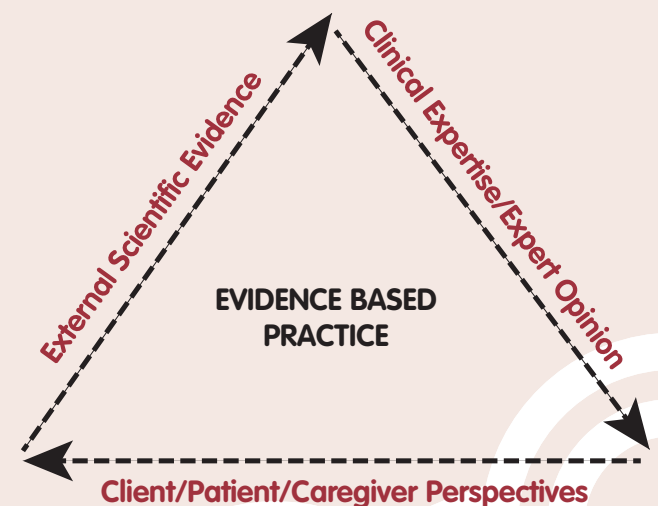 External Scientific Evidence
Clinical Expertise/Expert Opinion
EVIDENCE BASED
PRACTICE
Client/Patient/Caregiver Perspectives